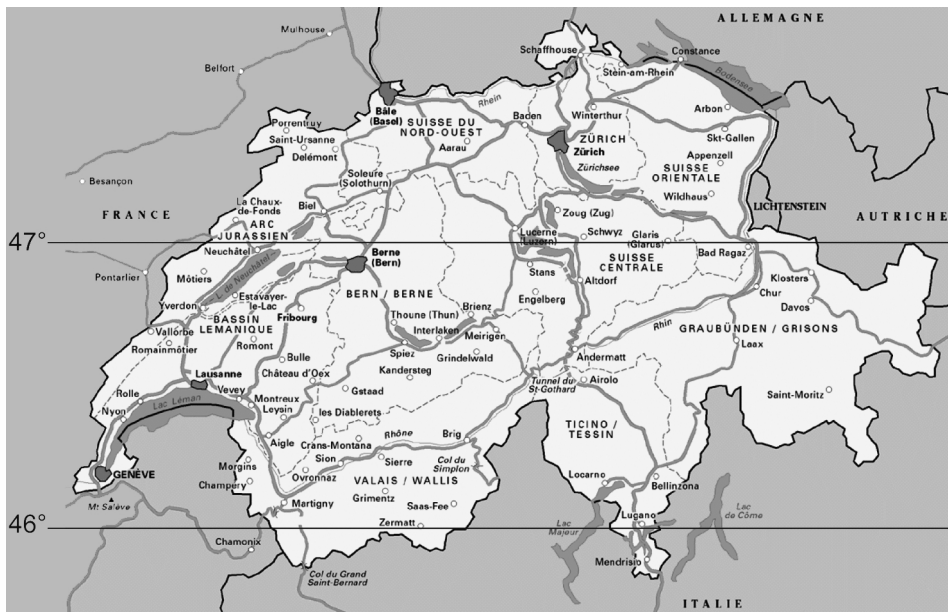 ALLEMAGNE
Mulhouse
Schaffhouse
Constance
Belfort
Stein-am-Rhein
Bodensee
Rhein
Arbon
Bâle
(Basel)
SUISSE DU
NORD-OUEST
Baden
Winterthur
Porrentruy
Saint-Ursanne
Delémont
Aarau
ZÜRICH
Zürich
Skt-Gallen
Zürichsee
Appenzell
SUISSE
ORIENTALE
Besançon
Soleure
(Solothurn)
Wildhaus
FRANCE
La Chaux-
de-Fonds
Biel
LICHTENSTEIN
AUTRICHE
ARC
JURASSIEN
Zoug (Zug)
Lucerne
(Luzern)
Schwyz
Glaris
(Glarus)
47°
Neuchâtel
Berne
(Bern)
Bad Ragaz
SUISSE
CENTRALE
Pontarlier
Môtiers
L. de Neuchâtel
Stans
Altdorf
Klosters
Estavayer-
le-Lac
BERN / BERNE
Engelberg
Chur
Davos
Yverdon
Fribourg
Thoune (Thun)
Brienz
BASSIN
LEMANIQUE
Interlaken
Meirigen
Rhin
GRAUBÜNDEN / GRISONS
Vallorbe
Romainmôtier
Romont
Spiez
Grindelwald
Laax
Bulle
Andermatt
Château d'Oex
Kandersteg
Lausanne
Gstaad
Tunnel du
St-Gothard
Airolo
Saint-Moritz
Rolle
Vevey
Montreux
Lac Léman
Leysin
Nyon
les Diablerets
TICINO /
TESSIN
Aigle
Crans-Montana
Rhône
Brig
Morgins
Sion
Sierre
Col du
Simplon
GENÈVE
Champéry
Ovronnaz
VALAIS / WALLIS
Locarno
Bellinzona
Mt Salève
Martigny
Grimentz
Saas-Fee
46°
Zermatt
Lugano
Lac
Majeur
Lac
de Côme
Chamonix
Mendrisio
Col du Grand
Saint-Bernard
ITALIE